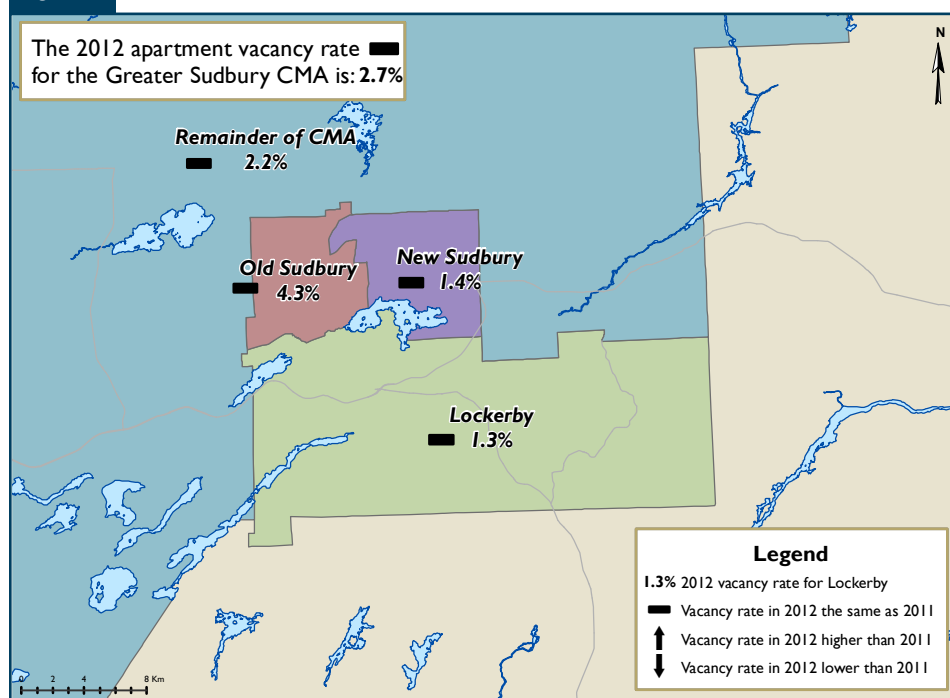 The 2012 apartment vacancy rate
for the Greater Sudbury CMA is: 2.7%
N
Remainder of CMA
2.2%
Old Sudbury
4.3%
New Sudbury
1.4%
Lockerby
1.3%
Legend
1.3% 2012 vacancy rate for Lockerby
Vacancy rate in 2012 the same as 2011
Vacancy rate in 2012 higher than 2011
Vacancy rate in 2012 lower than 2011
0 2 4 8 Km